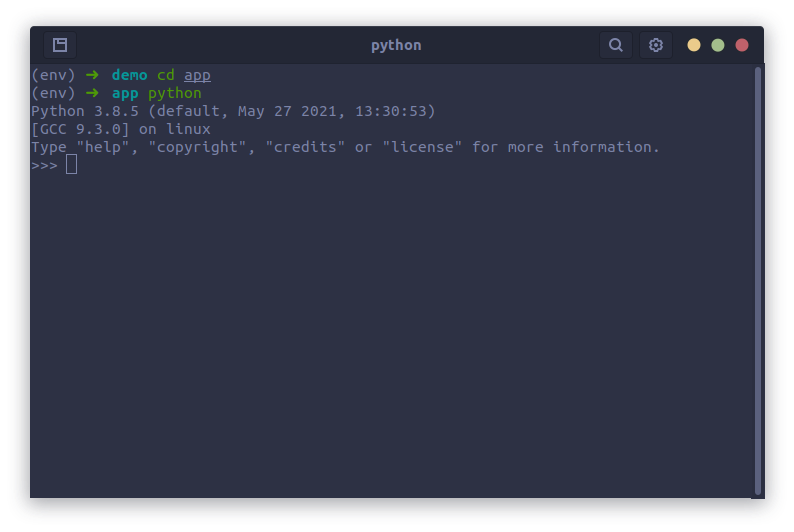 python
(env) ➜ demo cd app
(env) ➜ app python
Python 3.8.5 (default, May 27 2021, 13:30:53)
[GCC 9.3.0] on linux
Type "help", "copyright", "credits" or "license" for more information.
>>>